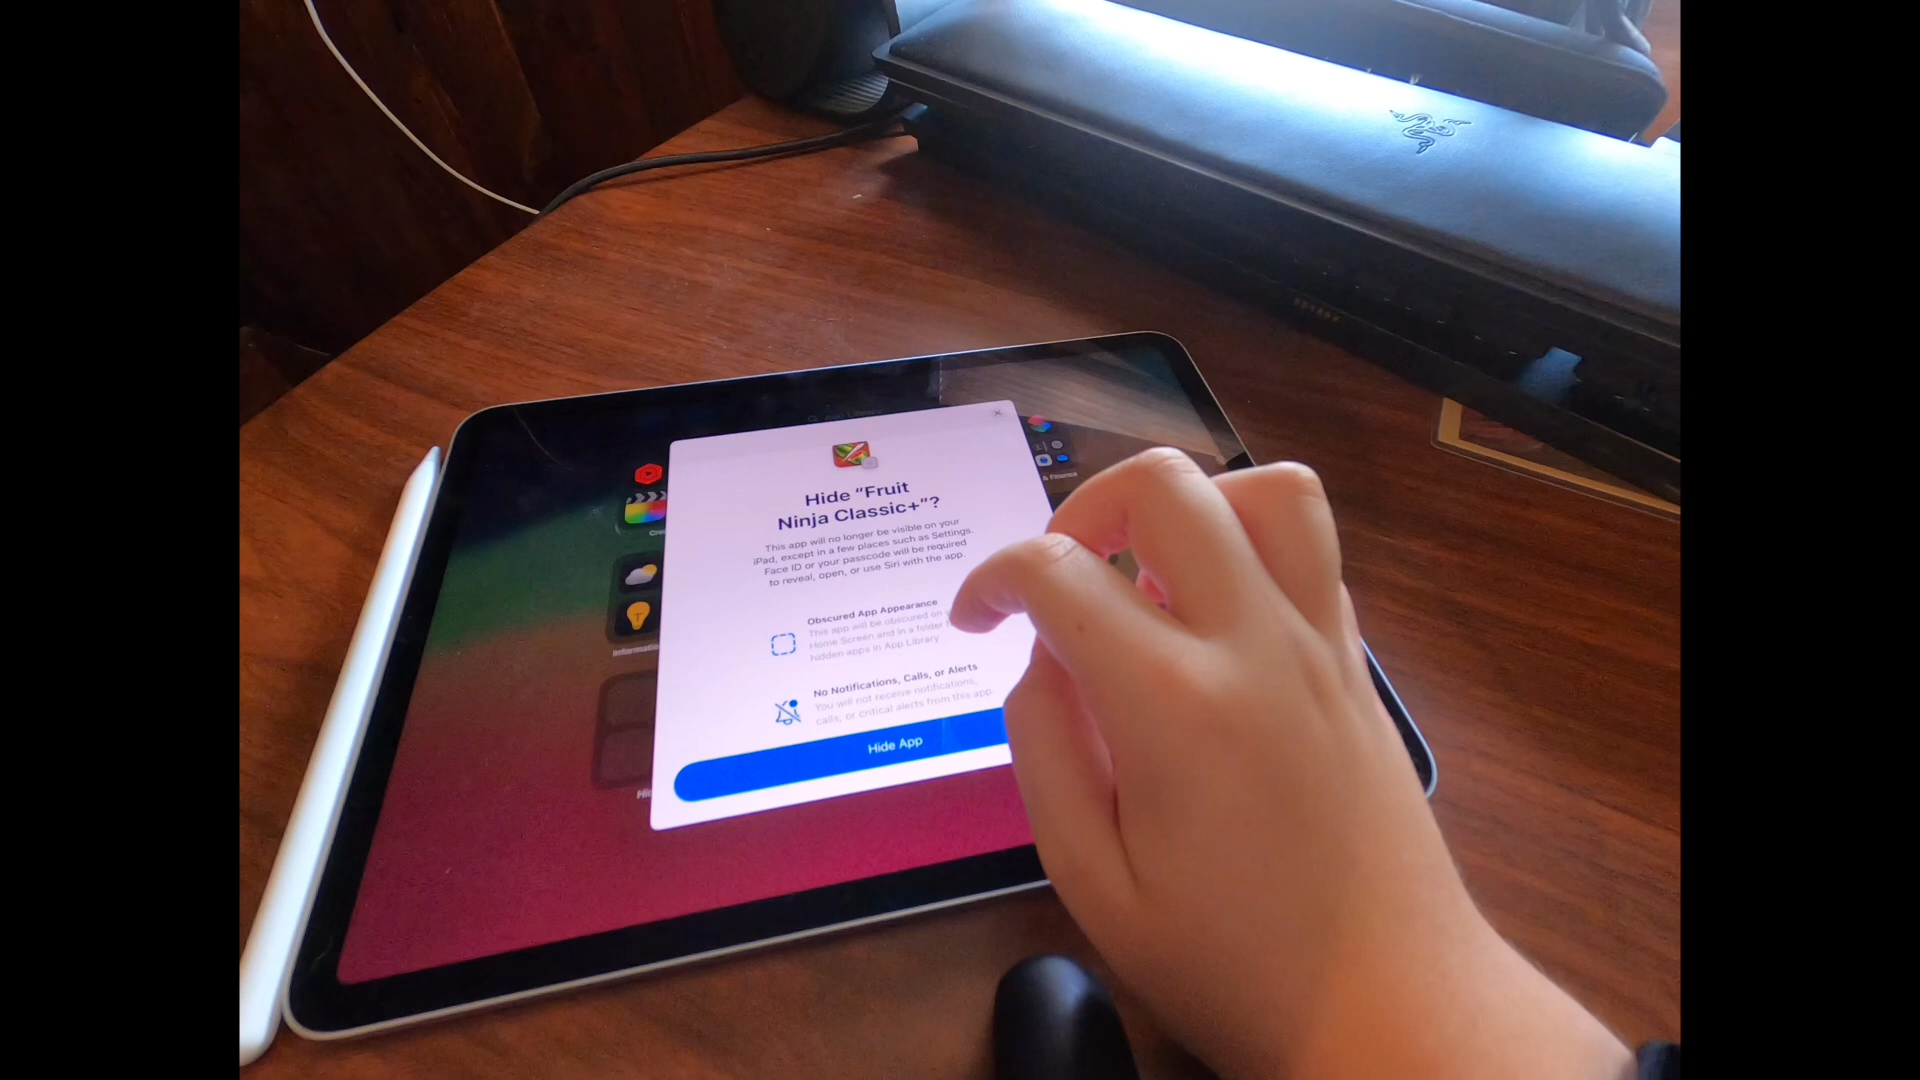 Hide “Fruit
Ninja Classic+”?
This app will no longer be visible on your
iPad, except in a few places such as Settings.
Face ID or your passcode will be required
to reveal, open, or use Siri with the app.
Obscured App Appearance
This app will be obscured on
Home Screen and in a folder
hidden apps in App Library.
No Notifications, Calls, or Alerts
You will not receive notifications,
calls, or critical alerts from this app.
Hide App
& Finance